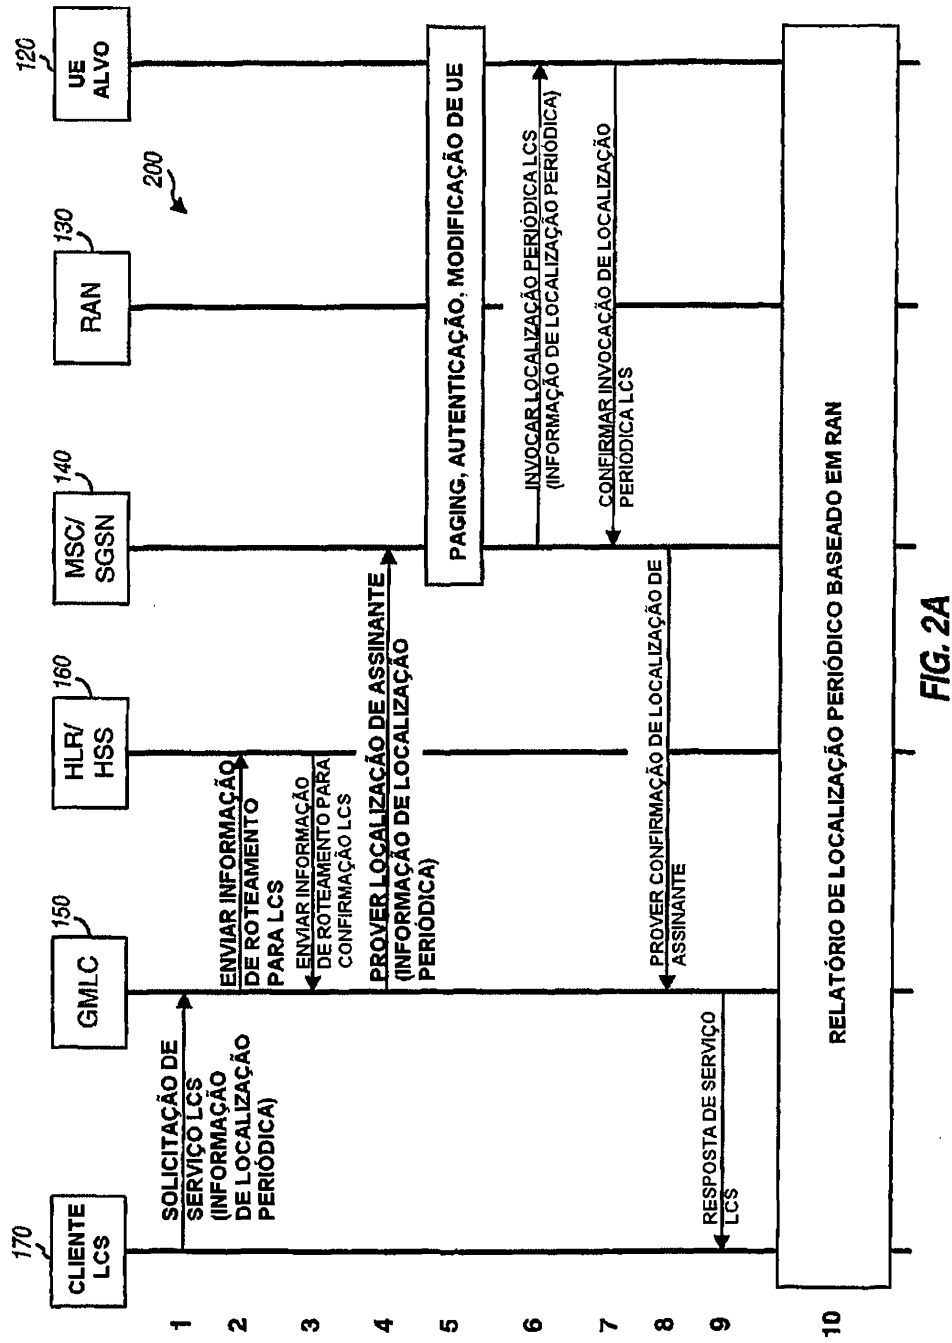 170
CLIENTE
LCS
150
GMLC
160
HLR/
HSS
140
MSC/
SGSN
130
RAN
120
UE
ALVO
200
1
SOLICITAÇÃO DE
SERVIÇO LCS
(INFORMAÇÃO
DE LOCALIZAÇÃO
PERIÓDICA)
2
ENVIAR INFORMAÇÃO
DE ROTEAMENTO
PARA LCS
3
ENVIAR INFORMAÇÃO
DE ROTEAMENTO PARA
CONFIRMAÇÃO LCS
4
PROVER LOCALIZAÇÃO DE ASSINANTE
(INFORMAÇÃO DE LOCALIZAÇÃO
PERIÓDICA)
5
PAGING, AUTENTICAÇÃO, MODIFICAÇÃO DE UE
6
INVOCAR LOCALIZAÇÃO PERIÓDICA LCS
(INFORMAÇÃO DE LOCALIZAÇÃO PERIÓDICA)
7
CONFIRMAR INVOCAÇÃO DE LOCALIZAÇÃO
PERIODICA LCS
8
PROVER CONFIRMAÇÃO DE LOCALIZAÇÃO DE
ASSINANTE
9
RESPOSTA DE SERVIÇO
LCS
10
RELATÓRIO DE LOCALIZAÇÃO PERIÓDICO BASEADO EM RAN
FIG. 2A